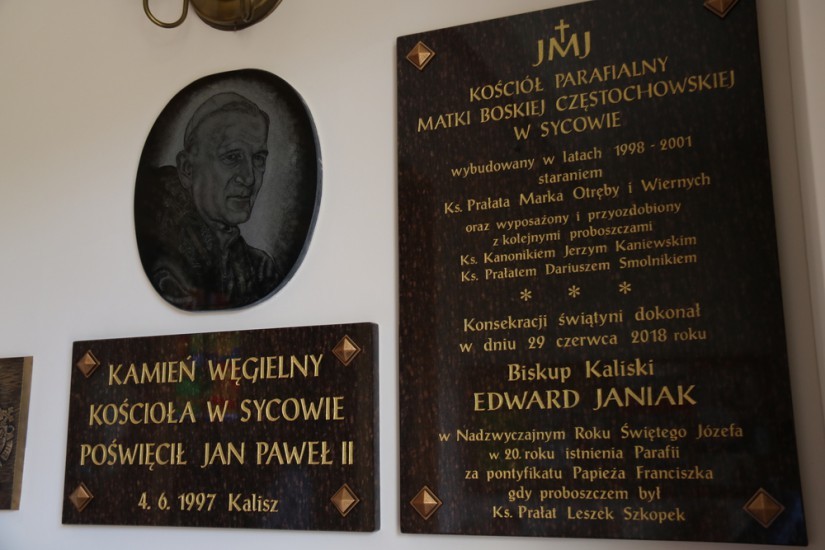 KAMIEŃ WĘGIELNY
KOŚCIOŁA W SYCOWIE
POŚWIĘCIŁ JAN PAWEŁ II
4. 6. 1997 Kalisz
JMJ
KOŚCIÓŁ PARAFIALNY
MATKI BOSKIEJ CZĘSTOCHOWSKIEJ
W SYCOWIE
wybudowany w latach 1998 - 2001
staraniem
Ks. Prałata Marka Otręby i Wiernych
oraz wyposażony i przyozdobiony
z kolejnymi proboszczami
Ks. Kanonikiem Jerzym Kaniewskim
Ks. Prałatem Dariuszem Smolnikiem
* * *
Konsekracji świątyni dokonał
w dniu 29 czerwca 2018 roku
Biskup Kaliski
EDWARD JANIAK
w Nadzwyczajnym Roku Świętego Józefa
w 20. roku istnienia Parafii
za pontyfikatu Papieża Franciszka
gdy proboszczem był
Ks. Prałat Leszek Szkopek